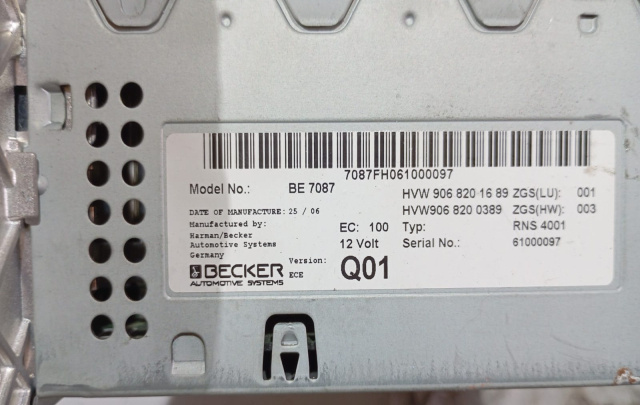 7087FH061000097
Model No.: BE 7087
HVW 906 820 16 89 ZGS(LU): 001
DATE OF MANUFACTURE: 25 / 06
HVW906 820 0389 ZGS(HW): 003
Manufactured by:
Harman/Becker
Automotive Systems
Germany
EC: 100 Typ: RNS 4001
12 Volt Serial No.: 61000097
BECKER
AUTOMOTIVE SYSTEMS
Version:
ECE
Q01